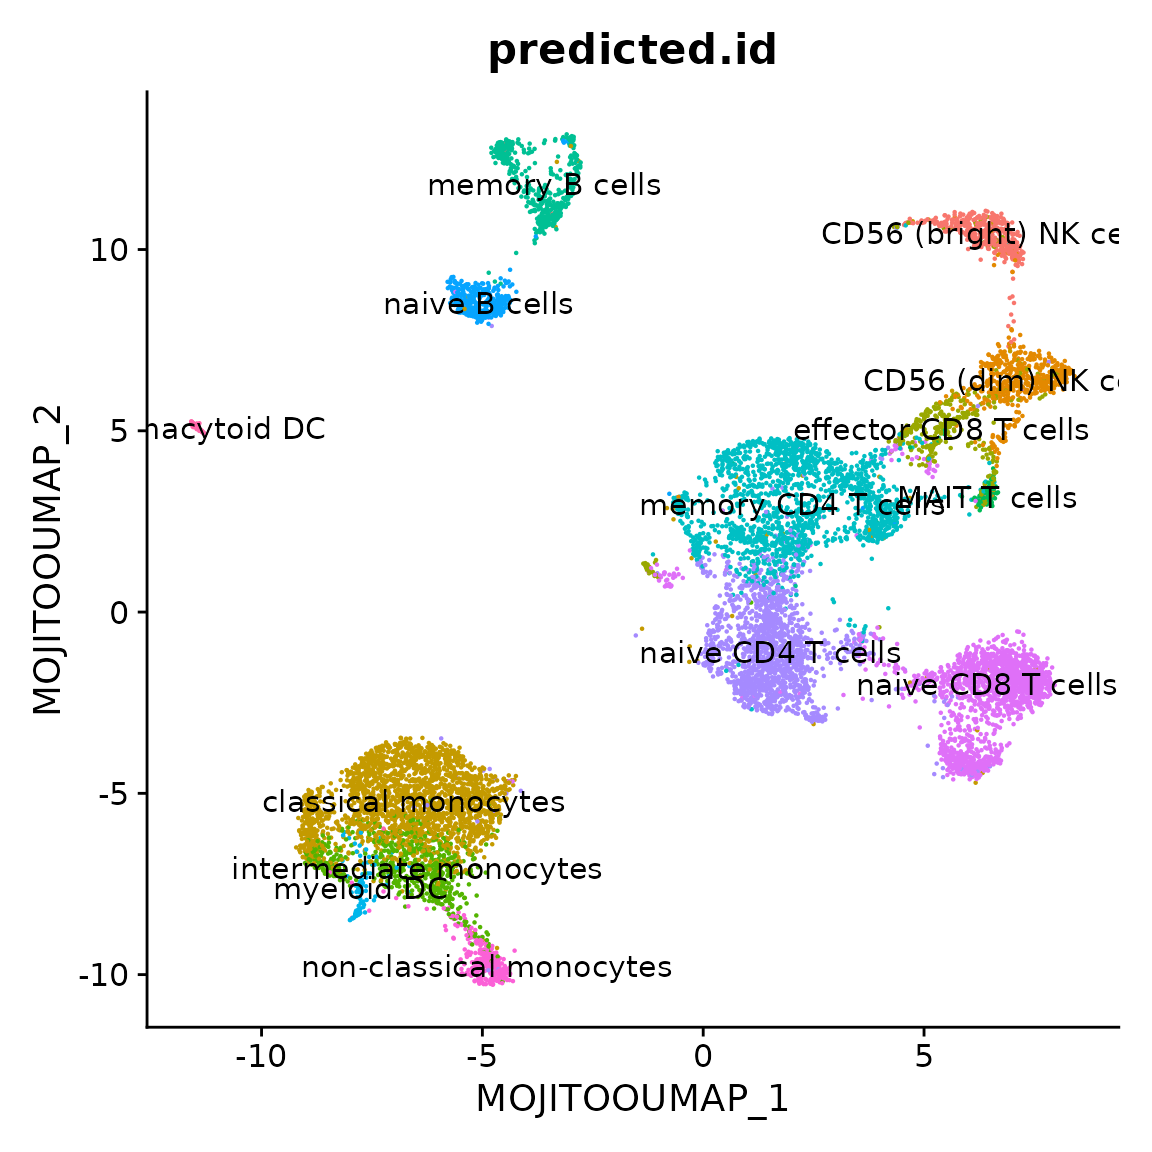 predicted.id
memory B cells
CD56 (bright) NK ce
naive B cells
CD56 (dim) NK c
nacytoid DC
effector CD8 T cells
memory CD4 T cells
MAIT T cells
naive CD4 T cells
naive CD8 T cells
classical monocytes
intermediate monocytes
myeloid DC
non-classical monocytes
10
5
0
-5
-10
MOJITOOUMAP_2
-10
-5
0
5
MOJITOOUMAP_1